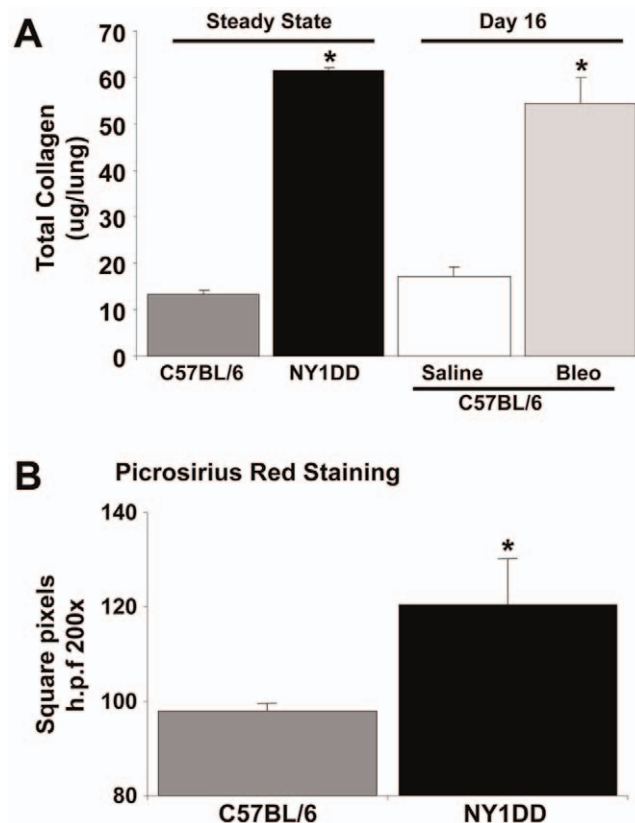 A
Steady State
Day 16
Total Collagen
(ug/lung)
70
60
50
40
30
20
10
0
*
*
C57BL/6
NY1DD
Saline
Bleo
C57BL/6
B
Picrosirius Red Staining
Square pixels
h.p.f 200x
140
120
100
80
*
C57BL/6
NY1DD